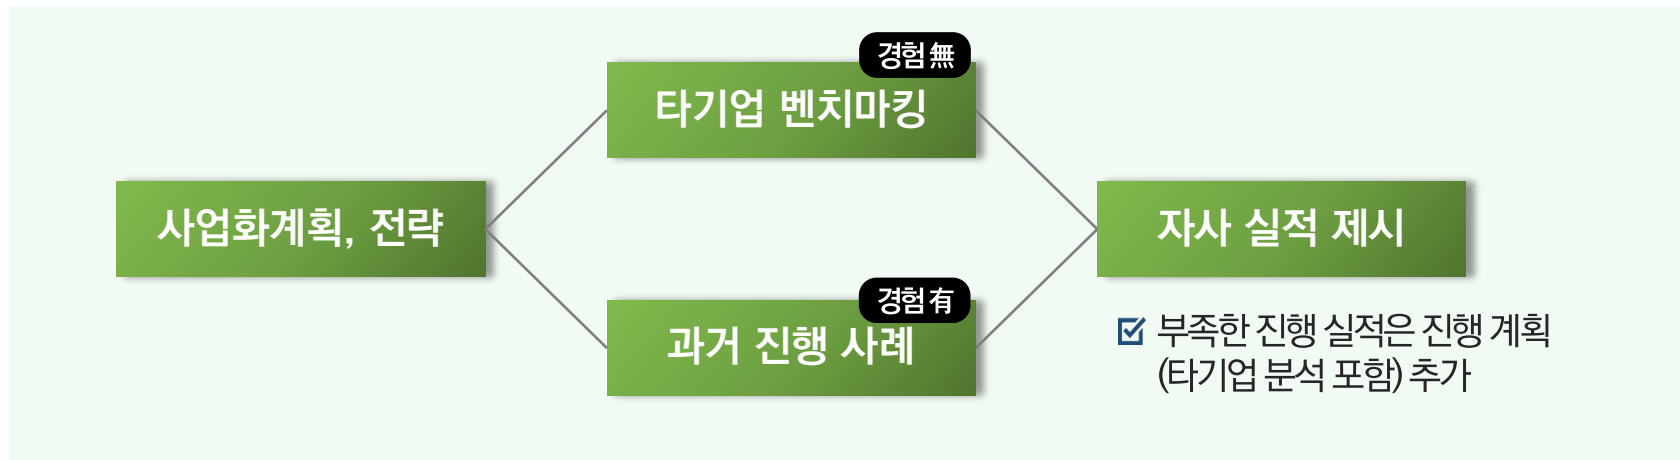 사업화계획, 전략
경험 無
타기업 벤치마킹
경험 有
과거 진행 사례
자사 실적 제시
부족한 진행 실적은 진행 계획
(타기업 분석 포함) 추가